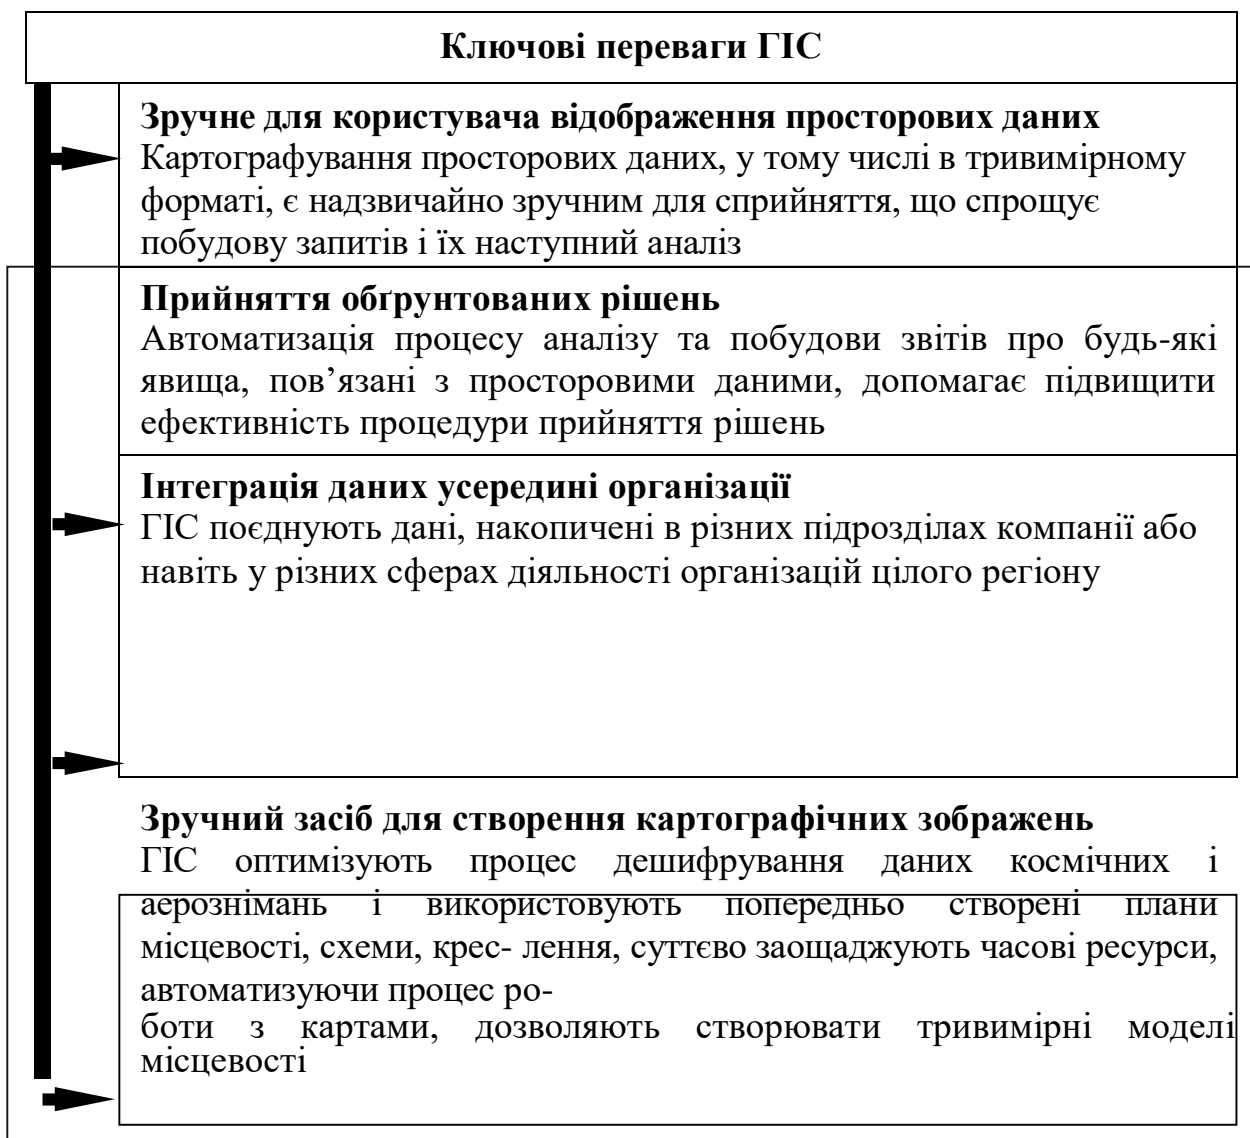 Ключові переваги ГІС
Зручне для користувача відображення просторових даних
Картографування просторових даних, у тому числі в тривимірному
форматі, є надзвичайно зручним для сприйняття, що спрощує
побудову запитів і їх наступний аналіз
Прийняття обґрунтованих рішень
Автоматизація процесу аналізу та побудови звітів про будь-які
явища, пов’язані з просторовими даними, допомагає підвищити
ефективність процедури прийняття рішень
Інтеграція даних усередині організації
ГІС поєднують дані, накопичені в різних підрозділах компанії або
навіть у різних сферах діяльності організацій цілого регіону
Зручний засіб для створення картографічних зображень
ГІС оптимізують процес дешифрування даних космічних і
аерознімань і використовують попередньо створені плани
місцевості, схеми, крес- лення, суттєво заощаджують часові ресурси,
автоматизуючи процес ро-
боти з картами, дозволяють створювати тривимірні моделі
місцевості